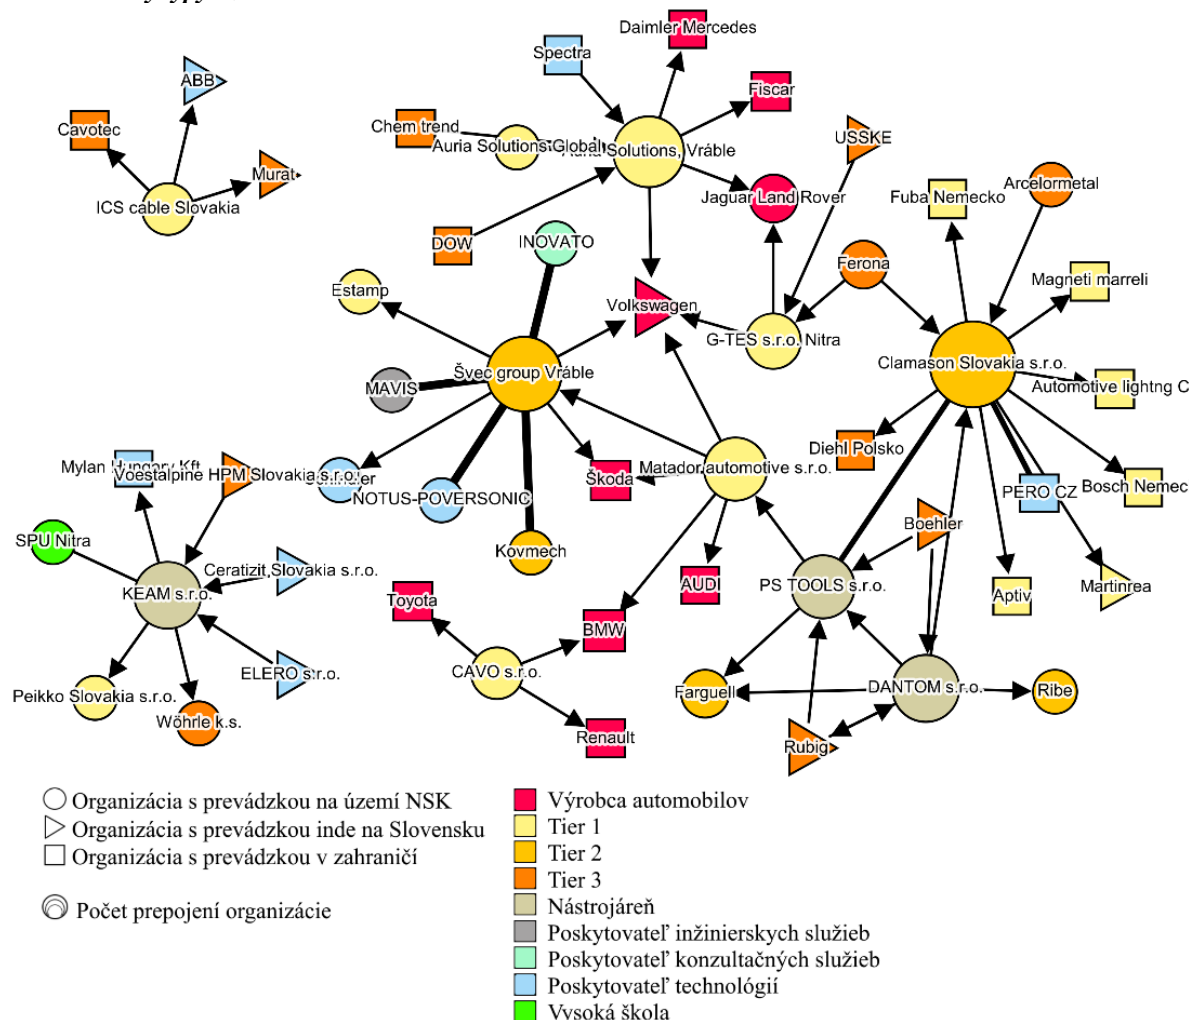 Daimler Mercedes
Spectra
ABB
Fiscar
Cavotec
Chem trend
Auria Solutions Global
Auria Solutions, Vráble
USSKE
Murat
ICS cable Slovakia
Jaguar Land Rover
Fuba Nemecko
Arcelormetal
DOW
INOVATO
Ferona
Magneti marreli
Estamp
Volkswagen
G-TES s.r.o. Nitra
Clamason Slovakia s.r.o.
Švec group Vráble
MAVIS
Automotive lightng C
Diehl Polsko
Mylan Hungary Kft
Voestalpine HPM Slovakia s.r.o.
Škoda
Matador automotive s.r.o.
NOTUS-POVERSONIC
PERO CZ
Bosch Nemec
SPU Nitra
Boehler
Kovmech
Ceratizit Slovakia s.r.o.
KEAM s.r.o.
AUDI
PS TOOLS s.r.o.
Aptiv
Martinrea
Toyota
BMW
ELERO s.r.o.
CAVO s.r.o.
Peikko Slovakia s.r.o.
Farguell
DANTOM s.r.o.
Ribe
Wöhrle k.s.
Renault
Rubig
Organizácia s prevádzkou na území NSK
Organizácia s prevádzkou inde na Slovensku
Organizácia s prevádzkou v zahraničí
Počet prepojení organizácie
Výrobca automobilov
Tier 1
Tier 2
Tier 3
Nástrojáreň
Poskytovateľ inžinierskych služieb
Poskytovateľ konzultačných služieb
Poskytovateľ technológií
Vysoká škola